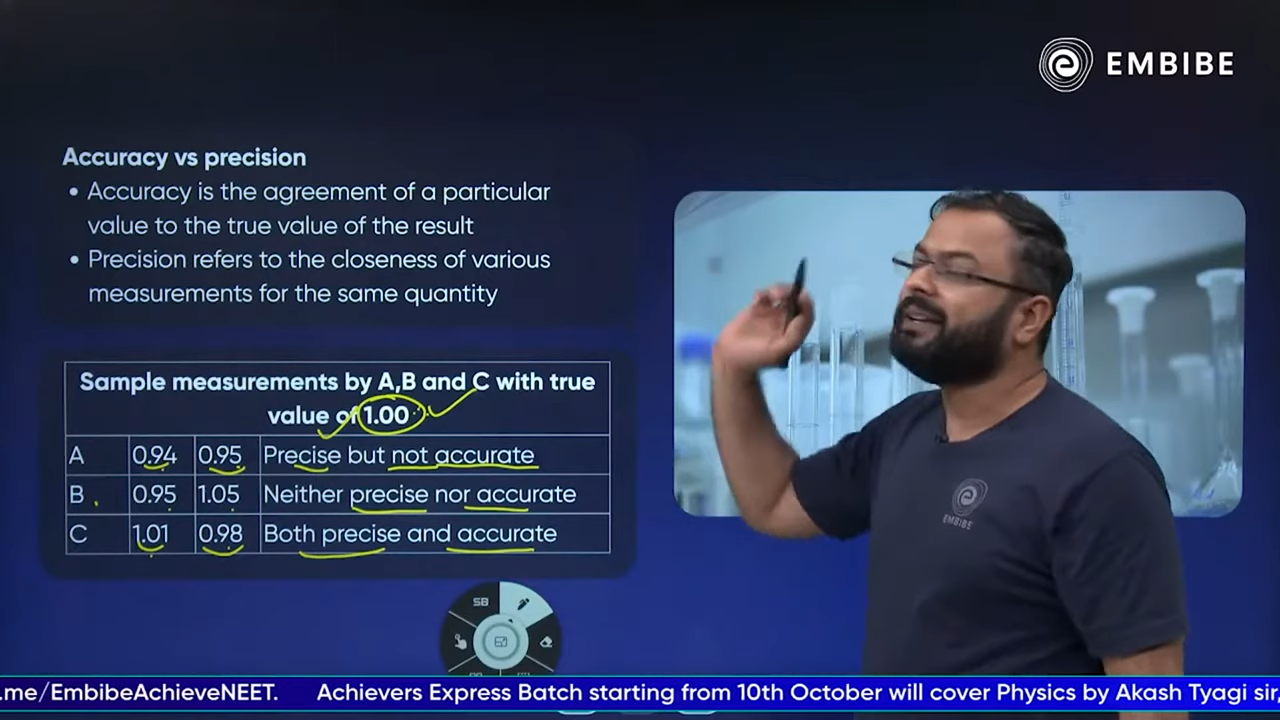 EMBIBE
Accuracy vs precision
• Accuracy is the agreement of a particular
value to the true value of the result
• Precision refers to the closeness of various
measurements for the same quantity
Sample measurements by A,B and C with true
value of 1.00
A 0.94 0.95 Precise but not accurate
B 0.95 1.05 Neither precise nor accurate
C 1.01 0.98 Both precise and accurate
EMBIBE
SB
.me/EmbibeAchieveNEET. Achievers Express Batch starting from 10th October will cover Physics by Akash Tyagi sir,